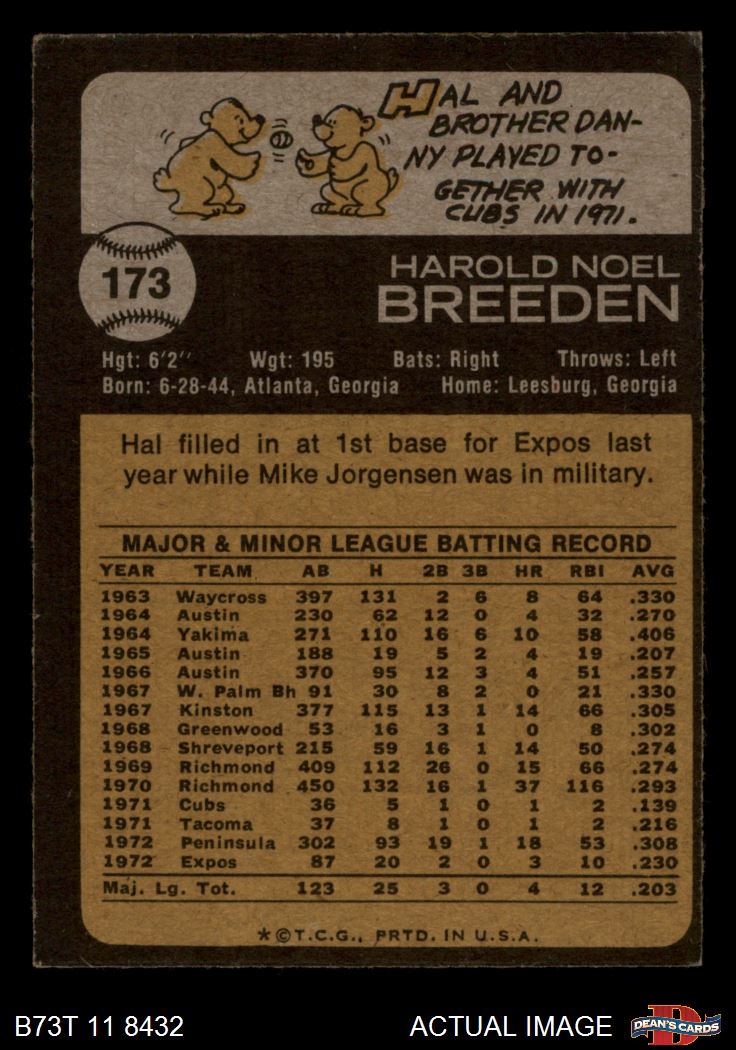 HAL AND
BROTHER DAN-
NY PLAYED TO-
GETHER WITH
CUBS IN 1971.
173
HAROLD NOEL
BREEDEN
Hgt: 6'2" Wgt: 195 Bats: Right Throws: Left
Born: 6-28-44, Atlanta, Georgia Home: Leesburg, Georgia
Hal filled in at 1st base for Expos last
year while Mike Jorgensen was in military.
MAJOR & MINOR LEAGUE BATTING RECORD
YEAR TEAM AB H 2B 3B HR RBI AVG
1963 Waycross 397 131 2 6 8 64 .330
1964 Austin 230 62 12 0 4 32 .270
1964 Yakima 271 110 16 6 10 58 .406
1965 Austin 188 19 5 2 4 19 .207
1966 Austin 370 95 12 3 4 51 .257
1967 W. Palm Bh 91 30 8 2 0 21 .330
1967 Kinston 377 115 13 1 14 66 .305
1968 Greenwood 53 16 3 1 0 8 .302
1968 Shreveport 215 59 16 1 14 50 .274
1969 Richmond 409 112 26 0 15 66 .274
1970 Richmond 450 132 16 1 37 116 .293
1971 Cubs 36 5 1 0 1 2 .139
1971 Tacoma 37 8 1 0 1 2 .216
1972 Peninsula 302 93 19 1 18 53 .308
1972 Expos 87 20 2 0 3 10 .230
Maj. Lg. Tot. 123 25 3 0 4 12 .203
*©T.C.G., PRTD. IN U.S.A.
B73T 11 8432 ACTUAL IMAGE D DEAN'S CARDS